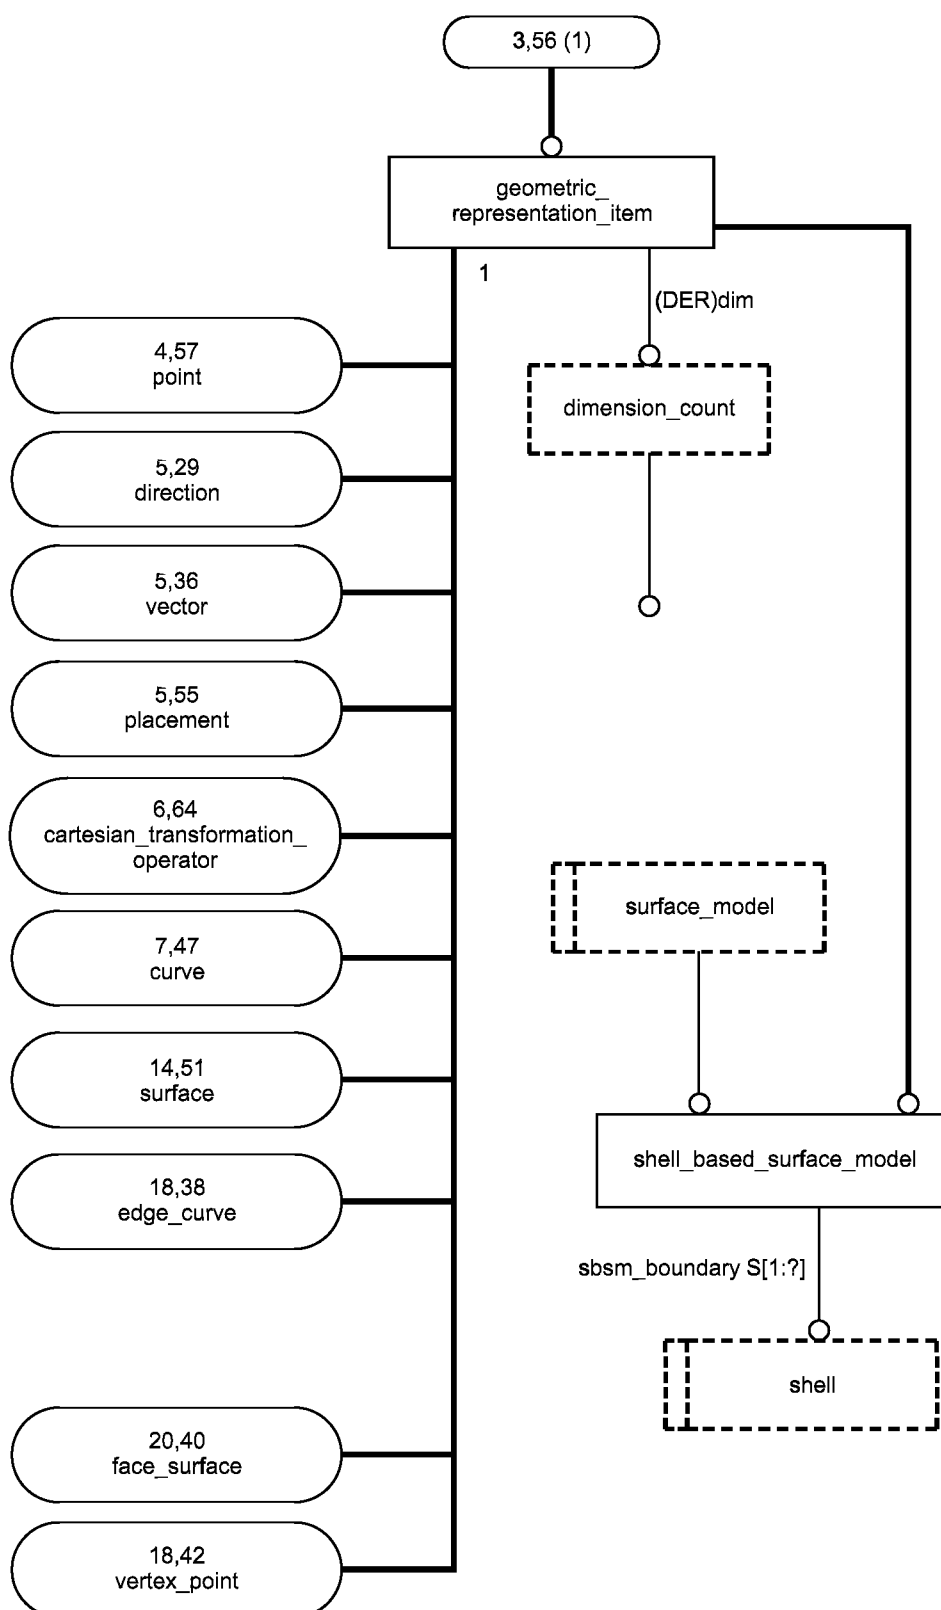 3,56 (1)
geometric_
representation_item
1
(DER)dim
4,57
point
dimension_count
5,29
direction
5,36
vector
5,55
placement
6,64
cartesian_transformation_
operator
surface_model
7,47
curve
14,51
surface
shell_based_surface_model
18,38
edge_curve
sbsm_boundary S[1:?]
shell
20,40
face_surface
18,42
vertex_point